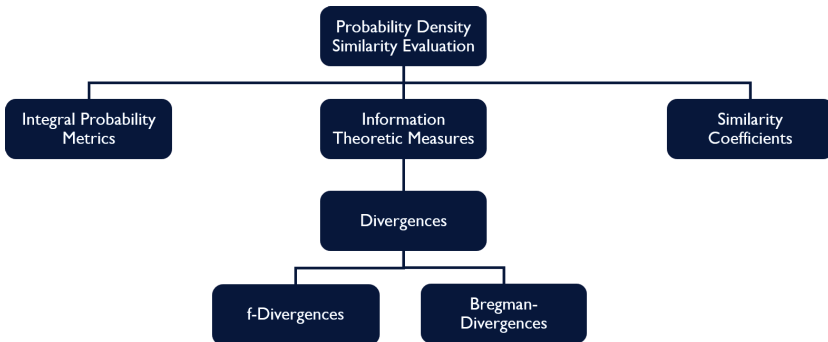 Probability Density
Similarity Evaluation
Integral Probability
Metrics
Information
Theoretic Measures
Similarity
Coefficients
Divergences
f-Divergences
Bregman-
Divergences